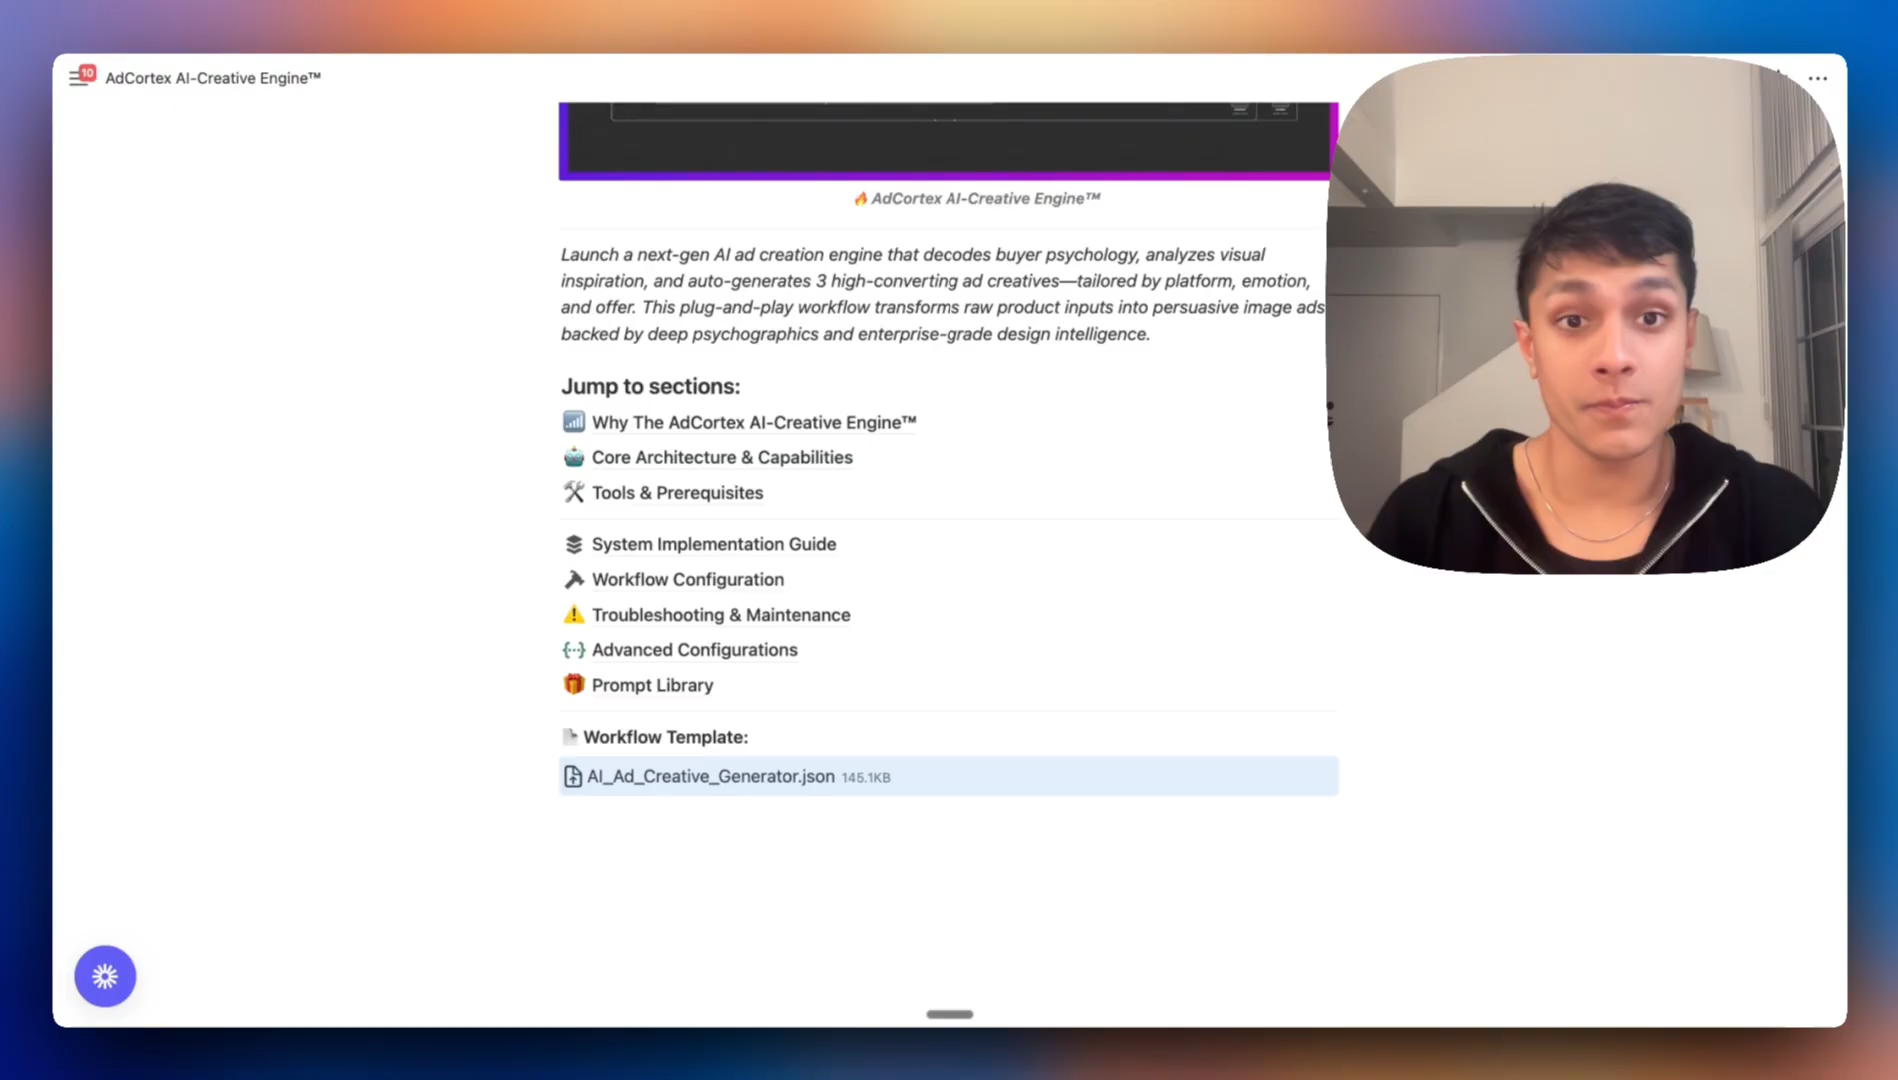 10
AdCortex AI-Creative Engine™
🔥 AdCortex AI-Creative Engine™
Launch a next-gen AI ad creation engine that decodes buyer psychology, analyzes visual
inspiration, and auto-generates 3 high-converting ad creatives—tailored by platform, emotion,
and offer. This plug-and-play workflow transforms raw product inputs into persuasive image ads
backed by deep psychographics and enterprise-grade design intelligence.
Jump to sections:
Why The AdCortex AI-Creative Engine™
Core Architecture & Capabilities
Tools & Prerequisites
System Implementation Guide
Workflow Configuration
Troubleshooting & Maintenance
Advanced Configurations
Prompt Library
Workflow Template:
AI_Ad_Creative_Generator.json 145.1KB